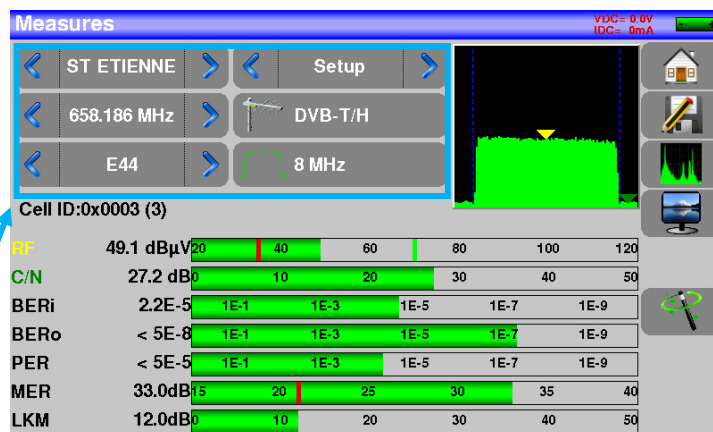 Measures
VDC= 0.0V
IDC= 0mA
ST ETIENNE
Setup
658.186 MHz
DVB-T/H
E44
8 MHz
Cell ID:0x0003 (3)
RF 49.1 dBµV 20 40 60 80 100 120
C/N 27.2 dB 0 10 20 30 40 50
BERi 2.2E-5 1E-1 1E-3 1E-5 1E-7 1E-9
BERo < 5E-8 1E-1 1E-3 1E-5 1E-7 1E-9
PER < 5E-5 1E-1 1E-3 1E-5 1E-7 1E-9
MER 33.0dB 15 20 25 30 35 40
LKM 12.0dB 0 10 20 30 40 50